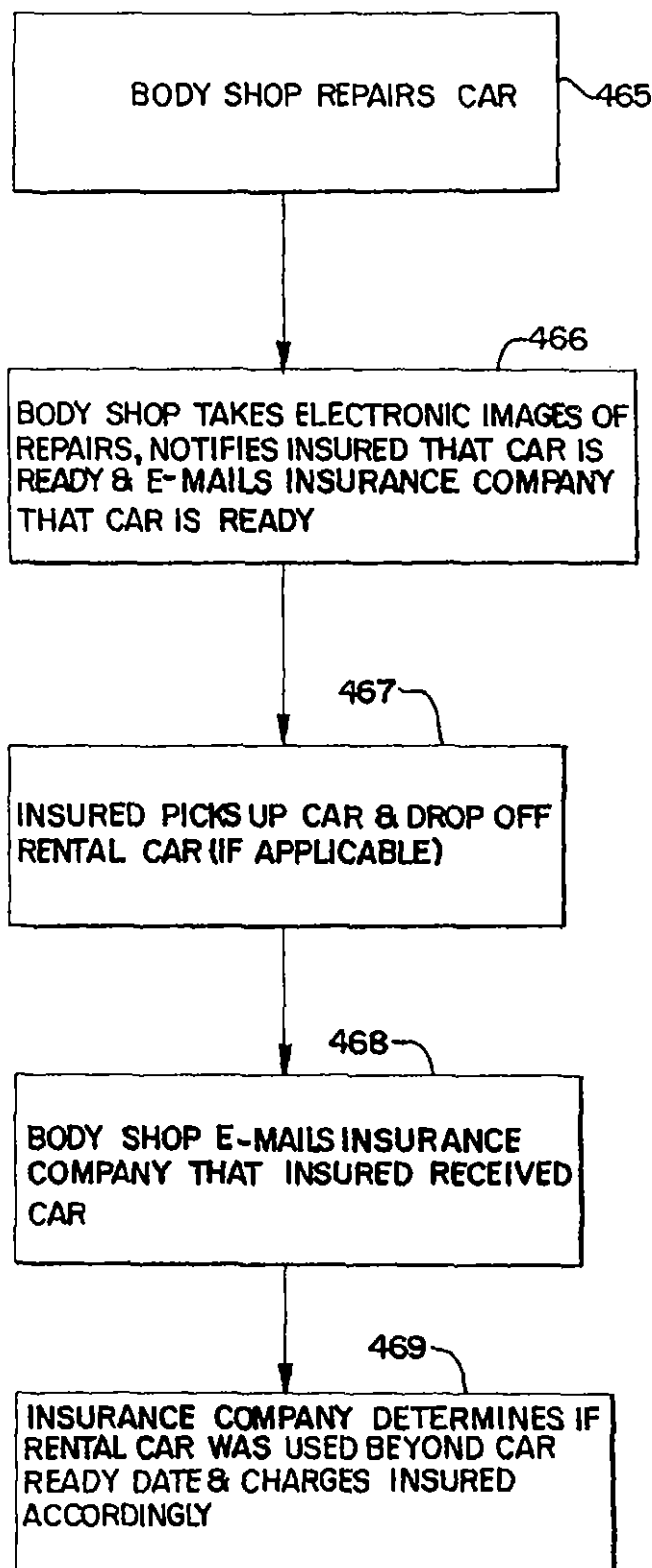 BODY SHOP REPAIRS CAR
465
466
BODY SHOP TAKES ELECTRONIC IMAGES OF
REPAIRS, NOTIFIES INSURED THAT CAR IS
READY & E-MAILS INSURANCE COMPANY
THAT CAR IS READY
467
INSURED PICKS UP CAR & DROP OFF
RENTAL CAR (IF APPLICABLE)
468
BODY SHOP E-MAILS INSURANCE
COMPANY THAT INSURED RECEIVED
CAR
469
INSURANCE COMPANY DETERMINES IF
RENTAL CAR WAS USED BEYOND CAR
READY DATE & CHARGES INSURED
ACCORDINGLY